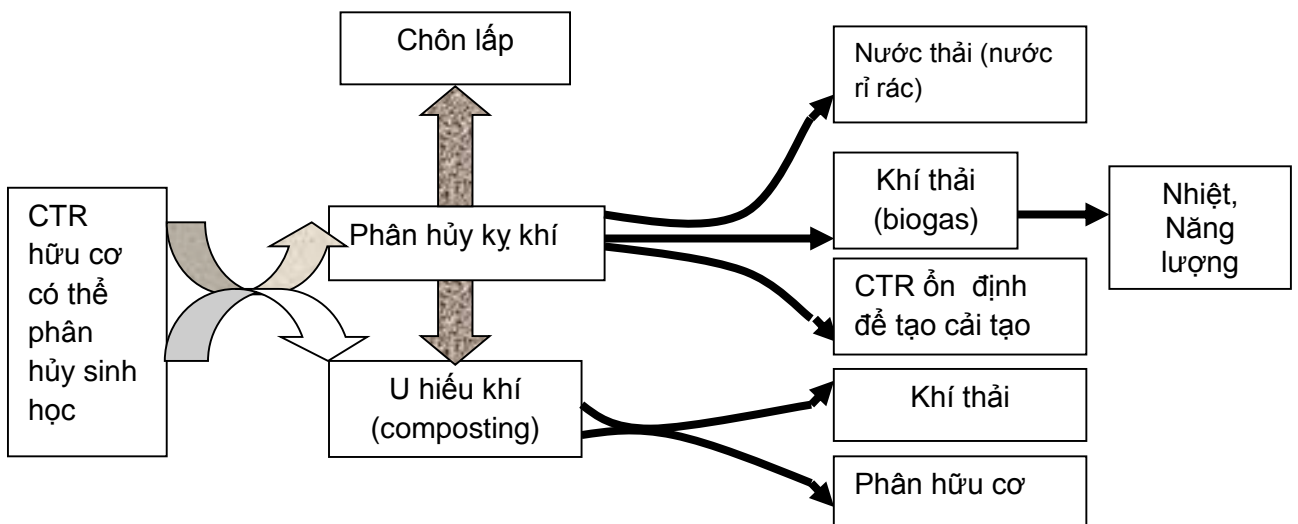 Chôn lấp
Nước thải (nước
rỉ rác)
CTR
hữu cơ
có thể
phân
hủy sinh
học
Phân hủy kỵ khí
Khí thải
(biogas)
Nhiệt,
Năng
lượng
CTR ổn định
để tạo cải tạo
U hiếu khí
(composting)
Khí thải
Phân hữu cơ